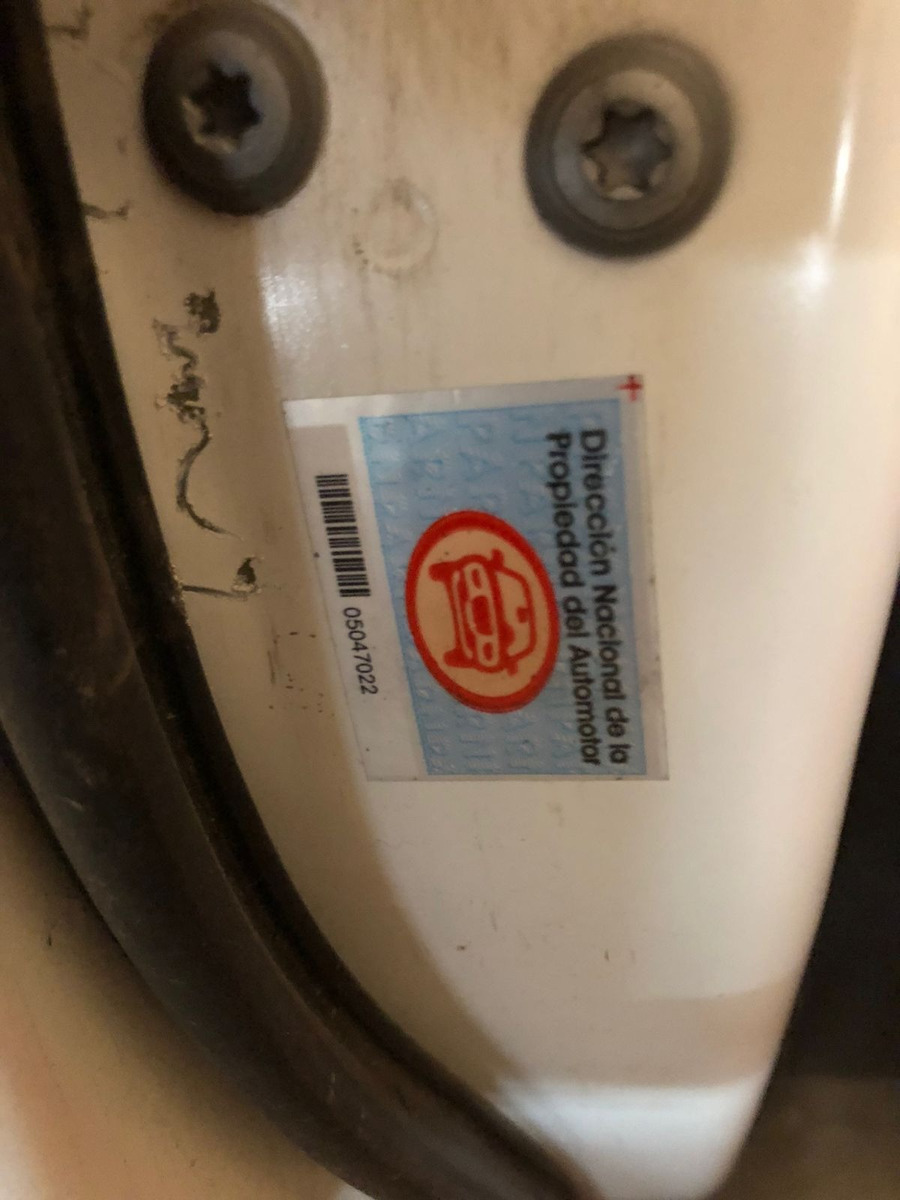 Dirección Nacional de la
Propiedad del Automotor
05047022